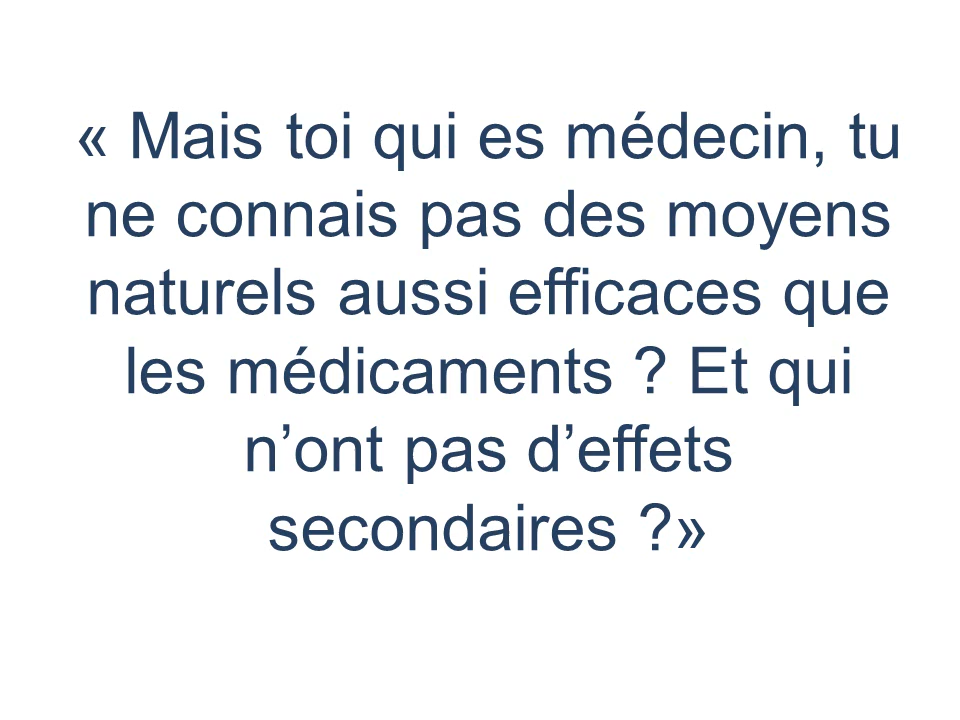 « Mais toi qui es médecin, tu
ne connais pas des moyens
naturels aussi efficaces que
les médicaments ? Et qui
n’ont pas d’effets
secondaires ?»